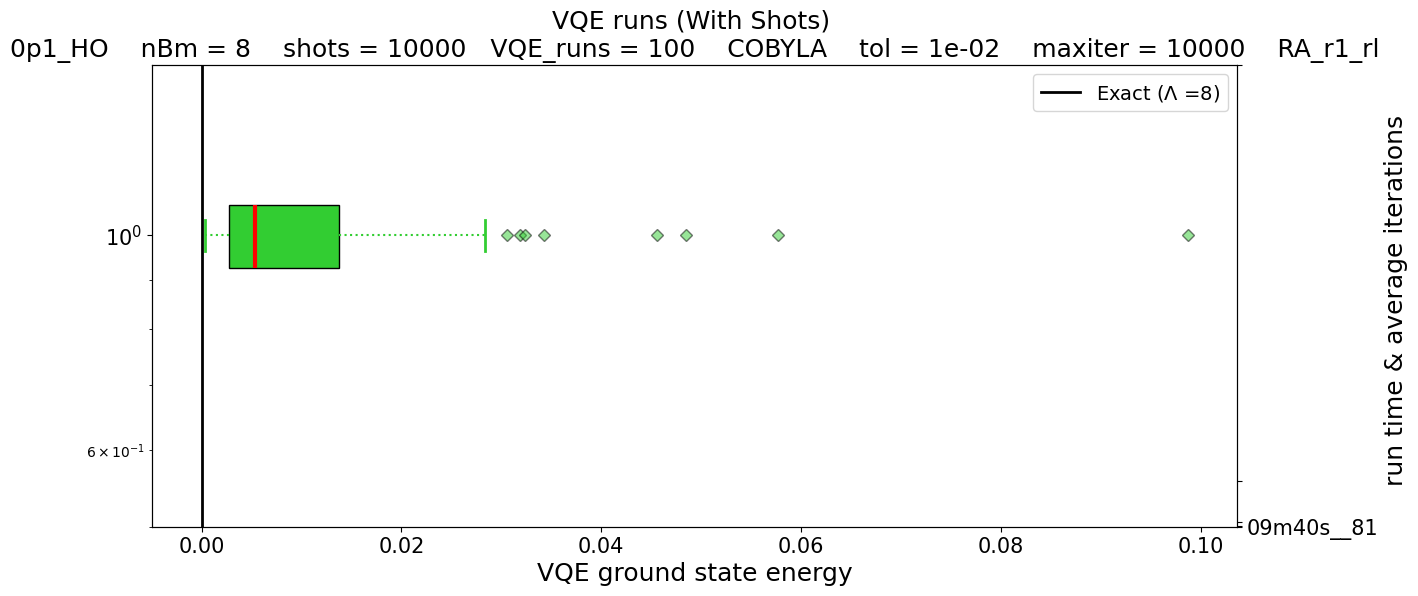 VQE runs (With Shots)
0p1_HO nBm = 8 shots = 10000 VQE_runs = 100 COBYLA tol = 1e-02 maxiter = 10000 RA_r1_rl
Exact (Λ =8)
10⁰
6 × 10⁻¹
0.00 0.02 0.04 0.06 0.08 0.10
VQE ground state energy
09m40s__81
run time & average iterations